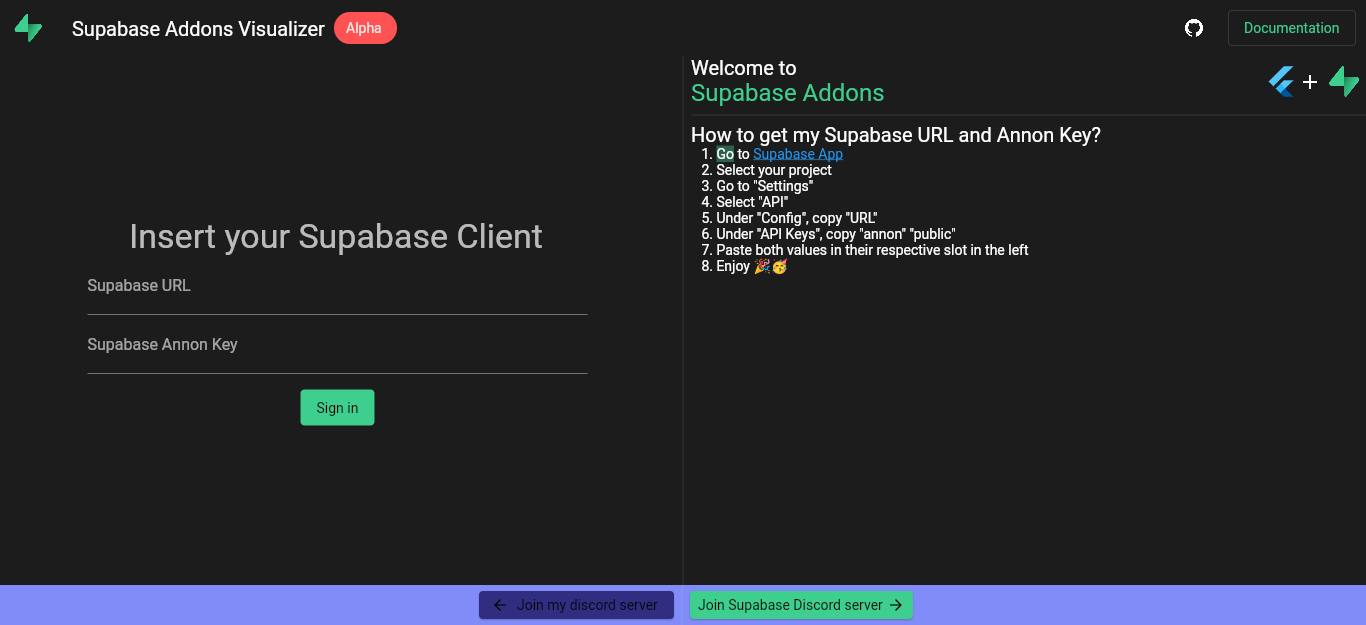 Supabase Addons Visualizer Alpha
Documentation
Insert your Supabase Client
Supabase URL
Supabase Annon Key
Sign in
Welcome to
Supabase Addons
+
How to get my Supabase URL and Annon Key?
1. Go to Supabase App
2. Select your project
3. Go to "Settings"
4. Select "API"
5. Under "Config", copy "URL"
6. Under "API Keys", copy "annon" "public"
7. Paste both values in their respective slot in the left
8. Enjoy 🎉🥳
← Join my discord server
Join Supabase Discord server →